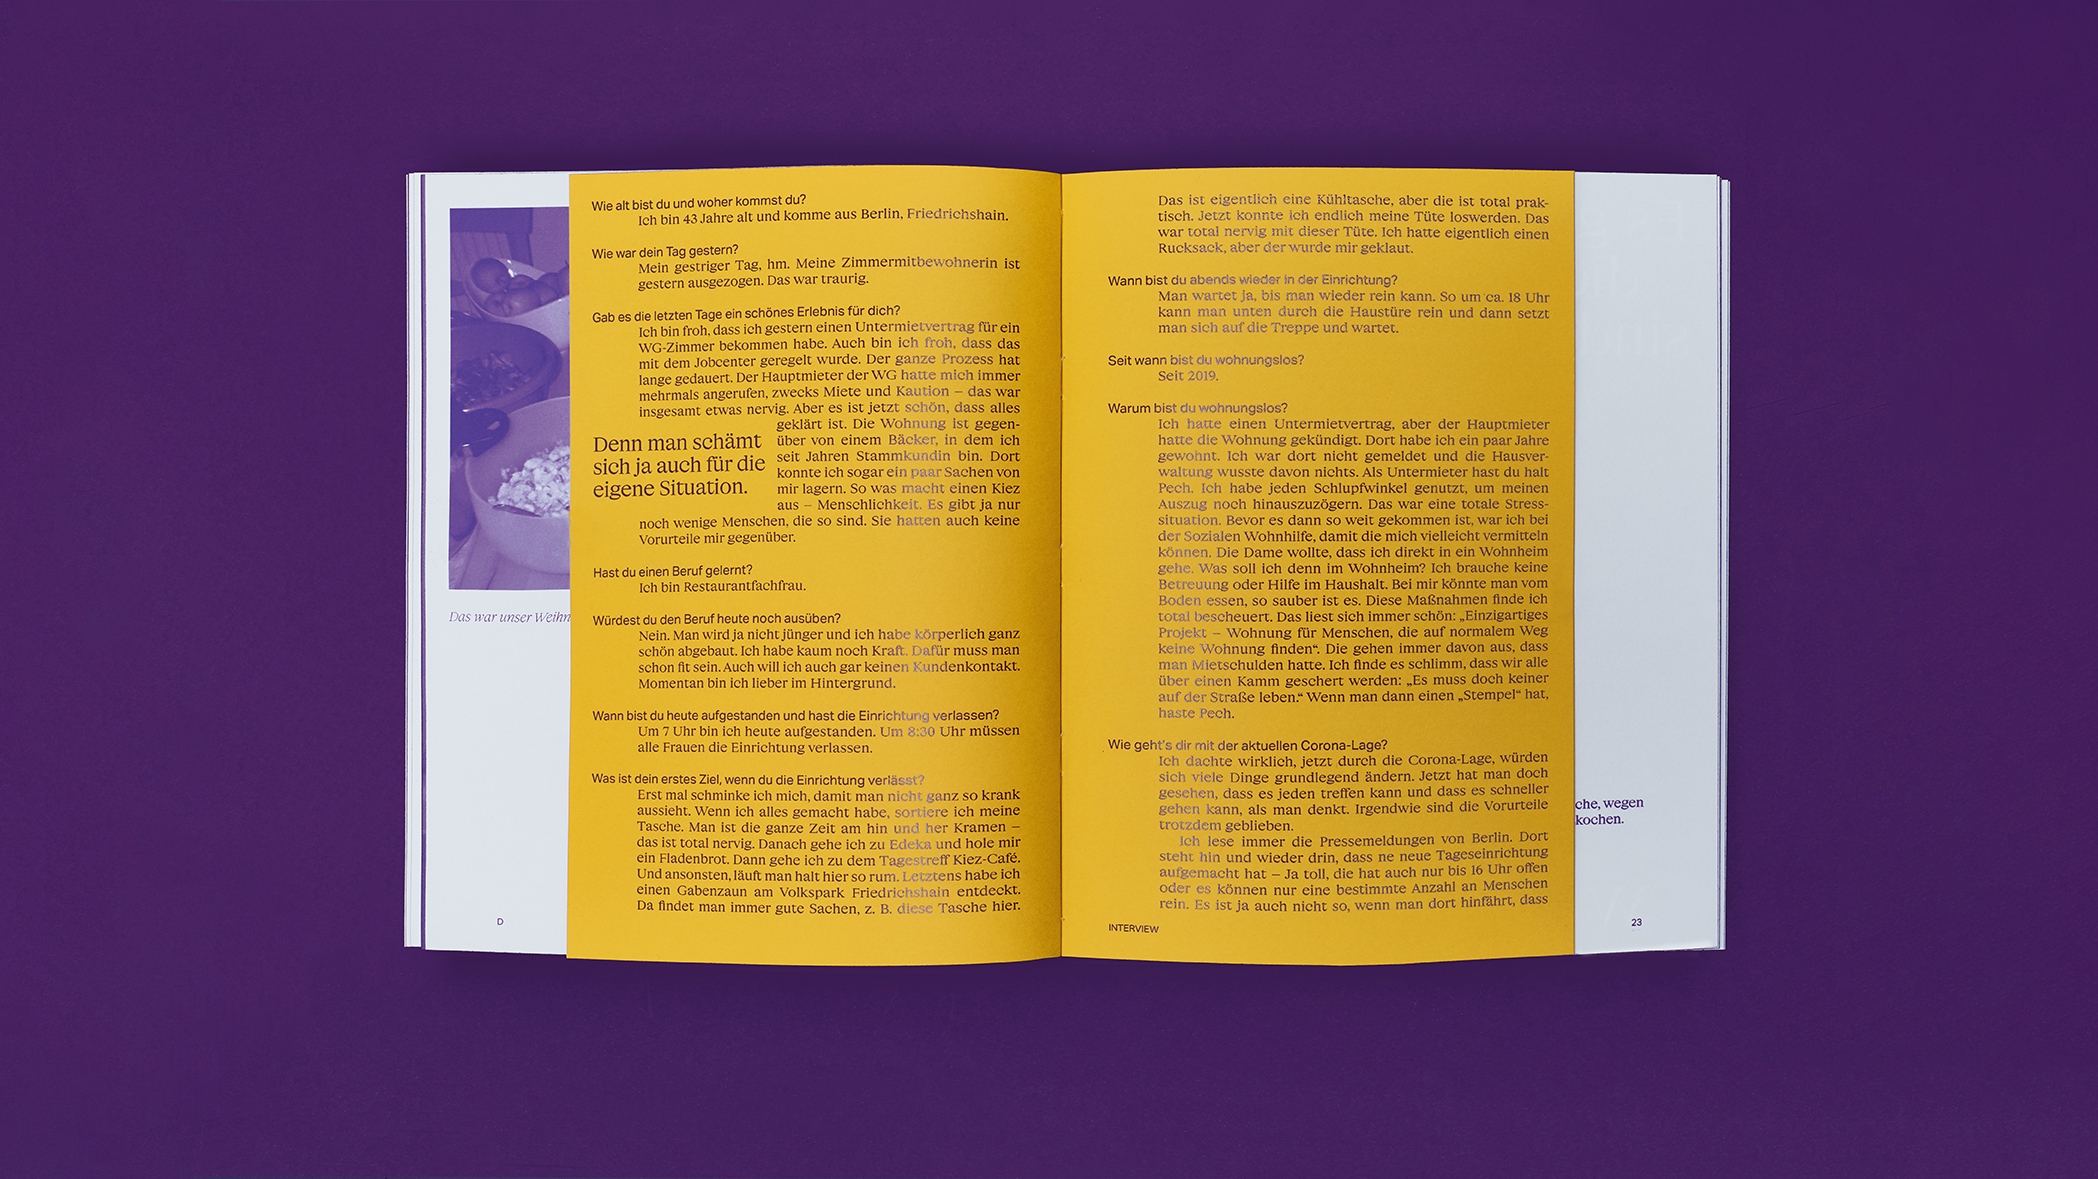 Das war unser Weihn
D
Wie alt bist du und woher kommst du?
Ich bin 43 Jahre alt und komme aus Berlin, Friedrichshain.
Wie war dein Tag gestern?
Mein gestriger Tag, hm. Meine Zimmermitbewohnerin ist
gestern ausgezogen. Das war traurig.
Gab es die letzten Tage ein schönes Erlebnis für dich?
Ich bin froh, dass ich gestern einen Untermietvertrag für ein
WG-Zimmer bekommen habe. Auch bin ich froh, dass das
mit dem Jobcenter geregelt wurde. Der ganze Prozess hat
lange gedauert. Der Hauptmieter der WG hatte mich immer
mehrmals angerufen, zwecks Miete und Kaution – das war
insgesamt etwas nervig. Aber es ist jetzt schön, dass alles
geklärt ist. Die Wohnung ist gegen-
über von einem Bäcker, in dem ich
seit Jahren Stammkundin bin. Dort
konnte ich sogar ein paar Sachen von
mir lagern. So was macht einen Kiez
aus – Menschlichkeit. Es gibt ja nur
noch wenige Menschen, die so sind. Sie hatten auch keine
Vorurteile mir gegenüber.
Denn man schämt
sich ja auch für die
eigene Situation.
Hast du einen Beruf gelernt?
Ich bin Restaurantfachfrau.
Würdest du den Beruf heute noch ausüben?
Nein. Man wird ja nicht jünger und ich habe körperlich ganz
schön abgebaut. Ich habe kaum noch Kraft. Dafür muss man
schon fit sein. Auch will ich auch gar keinen Kundenkontakt.
Momentan bin ich lieber im Hintergrund.
Wann bist du heute aufgestanden und hast die Einrichtung verlassen?
Um 7 Uhr bin ich heute aufgestanden. Um 8:30 Uhr müssen
alle Frauen die Einrichtung verlassen.
Was ist dein erstes Ziel, wenn du die Einrichtung verlässt?
Erst mal schminke ich mich, damit man nicht ganz so krank
aussieht. Wenn ich alles gemacht habe, sortiere ich meine
Tasche. Man ist die ganze Zeit am hin und her Kramen –
das ist total nervig. Danach gehe ich zu Edeka und hole mir
ein Fladenbrot. Dann gehe ich zu dem Tagestreff Kiez-Café.
Und ansonsten, läuft man halt hier so rum. Letztens habe ich
einen Gabenzaun am Volkspark Friedrichshain entdeckt.
Da findet man immer gute Sachen, z. B. diese Tasche hier.
Das ist eigentlich eine Kühltasche, aber die ist total prak-
tisch. Jetzt konnte ich endlich meine Tüte loswerden. Das
war total nervig mit dieser Tüte. Ich hatte eigentlich einen
Rucksack, aber der wurde mir geklaut.
Wann bist du abends wieder in der Einrichtung?
Man wartet ja, bis man wieder rein kann. So um ca. 18 Uhr
kann man unten durch die Haustüre rein und dann setzt
man sich auf die Treppe und wartet.
Seit wann bist du wohnungslos?
Seit 2019.
Warum bist du wohnungslos?
Ich hatte einen Untermietvertrag, aber der Hauptmieter
hatte die Wohnung gekündigt. Dort habe ich ein paar Jahre
gewohnt. Ich war dort nicht gemeldet und die Hausver-
waltung wusste davon nichts. Als Untermieter hast du halt
Pech. Ich habe jeden Schlupfwinkel genutzt, um meinen
Auszug noch hinauszuzögern. Das war eine totale Stress-
situation. Bevor es dann so weit gekommen ist, war ich bei
der Sozialen Wohnhilfe, damit die mich vielleicht vermitteln
können. Die Dame wollte, dass ich direkt in ein Wohnheim
gehe. Was soll ich denn im Wohnheim? Ich brauche keine
Betreuung oder Hilfe im Haushalt. Bei mir könnte man vom
Boden essen, so sauber ist es. Diese Maßnahmen finde ich
total bescheuert. Das liest sich immer schön: „Einzigartiges
Projekt – Wohnung für Menschen, die auf normalem Weg
keine Wohnung finden“. Die gehen immer davon aus, dass
man Mietschulden hatte. Ich finde es schlimm, dass wir alle
über einen Kamm geschert werden: „Es muss doch keiner
auf der Straße leben.“ Wenn man dann einen „Stempel“ hat,
haste Pech.
Wie geht's dir mit der aktuellen Corona-Lage?
Ich dachte wirklich, jetzt durch die Corona-Lage, würden
sich viele Dinge grundlegend ändern. Jetzt hat man doch
gesehen, dass es jeden treffen kann und dass es schneller
gehen kann, als man denkt. Irgendwie sind die Vorurteile
trotzdem geblieben.
Ich lese immer die Pressemeldungen von Berlin. Dort
steht hin und wieder drin, dass ne neue Tageseinrichtung
aufgemacht hat – Ja toll, die hat auch nur bis 16 Uhr offen
oder es können nur eine bestimmte Anzahl an Menschen
rein. Es ist ja auch nicht so, wenn man dort hinfährt, dass
INTERVIEW
che, wegen
kochen.
23